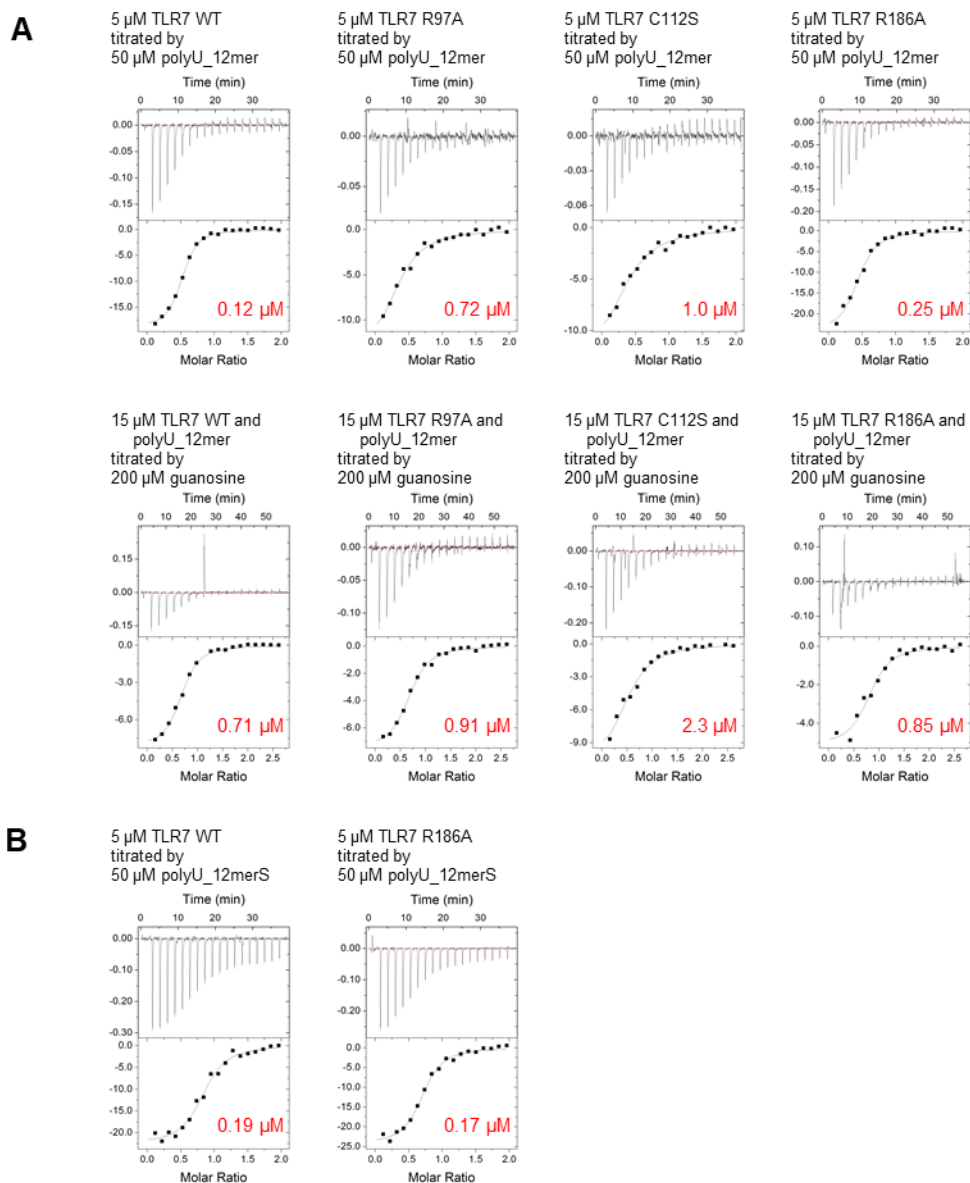 A
5 µM TLR7 WT
titrated by
50 µM polyU_12mer
Time (min)
0 10 20 30
0.00
-0.05
-0.10
-0.15
0.0
-5.0
-10.0
-15.0
0.12 µM
0.0 0.5 1.0 1.5 2.0
Molar Ratio
5 µM TLR7 R97A
titrated by
50 µM polyU_12mer
Time (min)
0 10 20 30
0.00
-0.05
0.0
-5.0
-10.0
0.72 µM
0.0 0.5 1.0 1.5 2.0
Molar Ratio
5 µM TLR7 C112S
titrated by
50 µM polyU_12mer
Time (min)
0 10 20 30
0.00
-0.03
-0.06
0.0
-5.0
-10.0
1.0 µM
0.0 0.5 1.0 1.5 2.0
Molar Ratio
5 µM TLR7 R186A
titrated by
50 µM polyU_12mer
Time (min)
0 10 20 30
0.00
-0.05
-0.10
-0.15
-0.20
0.0
-5.0
-10.0
-15.0
-20.0
0.25 µM
0.0 0.5 1.0 1.5 2.0
Molar Ratio
15 µM TLR7 WT and
polyU_12mer
titrated by
200 µM guanosine
Time (min)
0 10 20 30 40 50
0.15
0.00
-0.15
0.0
-3.0
-6.0
0.71 µM
0.0 0.5 1.0 1.5 2.0 2.5
Molar Ratio
15 µM TLR7 R97A and
polyU_12mer
titrated by
200 µM guanosine
Time (min)
0 10 20 30 40 50
0.00
-0.05
-0.10
0.0
-2.0
-4.0
-6.0
0.91 µM
0.0 0.5 1.0 1.5 2.0 2.5
Molar Ratio
15 µM TLR7 C112S and
polyU_12mer
titrated by
200 µM guanosine
Time (min)
0 10 20 30 40 50
0.00
-0.10
-0.20
0.0
-3.0
-6.0
-9.0
2.3 µM
0.0 0.5 1.0 1.5 2.0 2.5
Molar Ratio
15 µM TLR7 R186A and
polyU_12mer
titrated by
200 µM guanosine
Time (min)
0 10 20 30 40 50
0.10
0.00
-0.10
0.0
-2.0
-4.0
0.85 µM
0.0 0.5 1.0 1.5 2.0 2.5
Molar Ratio
B
5 µM TLR7 WT
titrated by
50 µM polyU_12merS
Time (min)
0 10 20 30
0.00
-0.10
-0.20
-0.30
0.0
-5.0
-10.0
-15.0
-20.0
0.19 µM
0.0 0.5 1.0 1.5 2.0
Molar Ratio
5 µM TLR7 R186A
titrated by
50 µM polyU_12merS
Time (min)
0 10 20 30
0.00
-0.10
-0.20
0.0
-5.0
-10.0
-15.0
-20.0
-25.0
0.17 µM
0.0 0.5 1.0 1.5 2.0
Molar Ratio